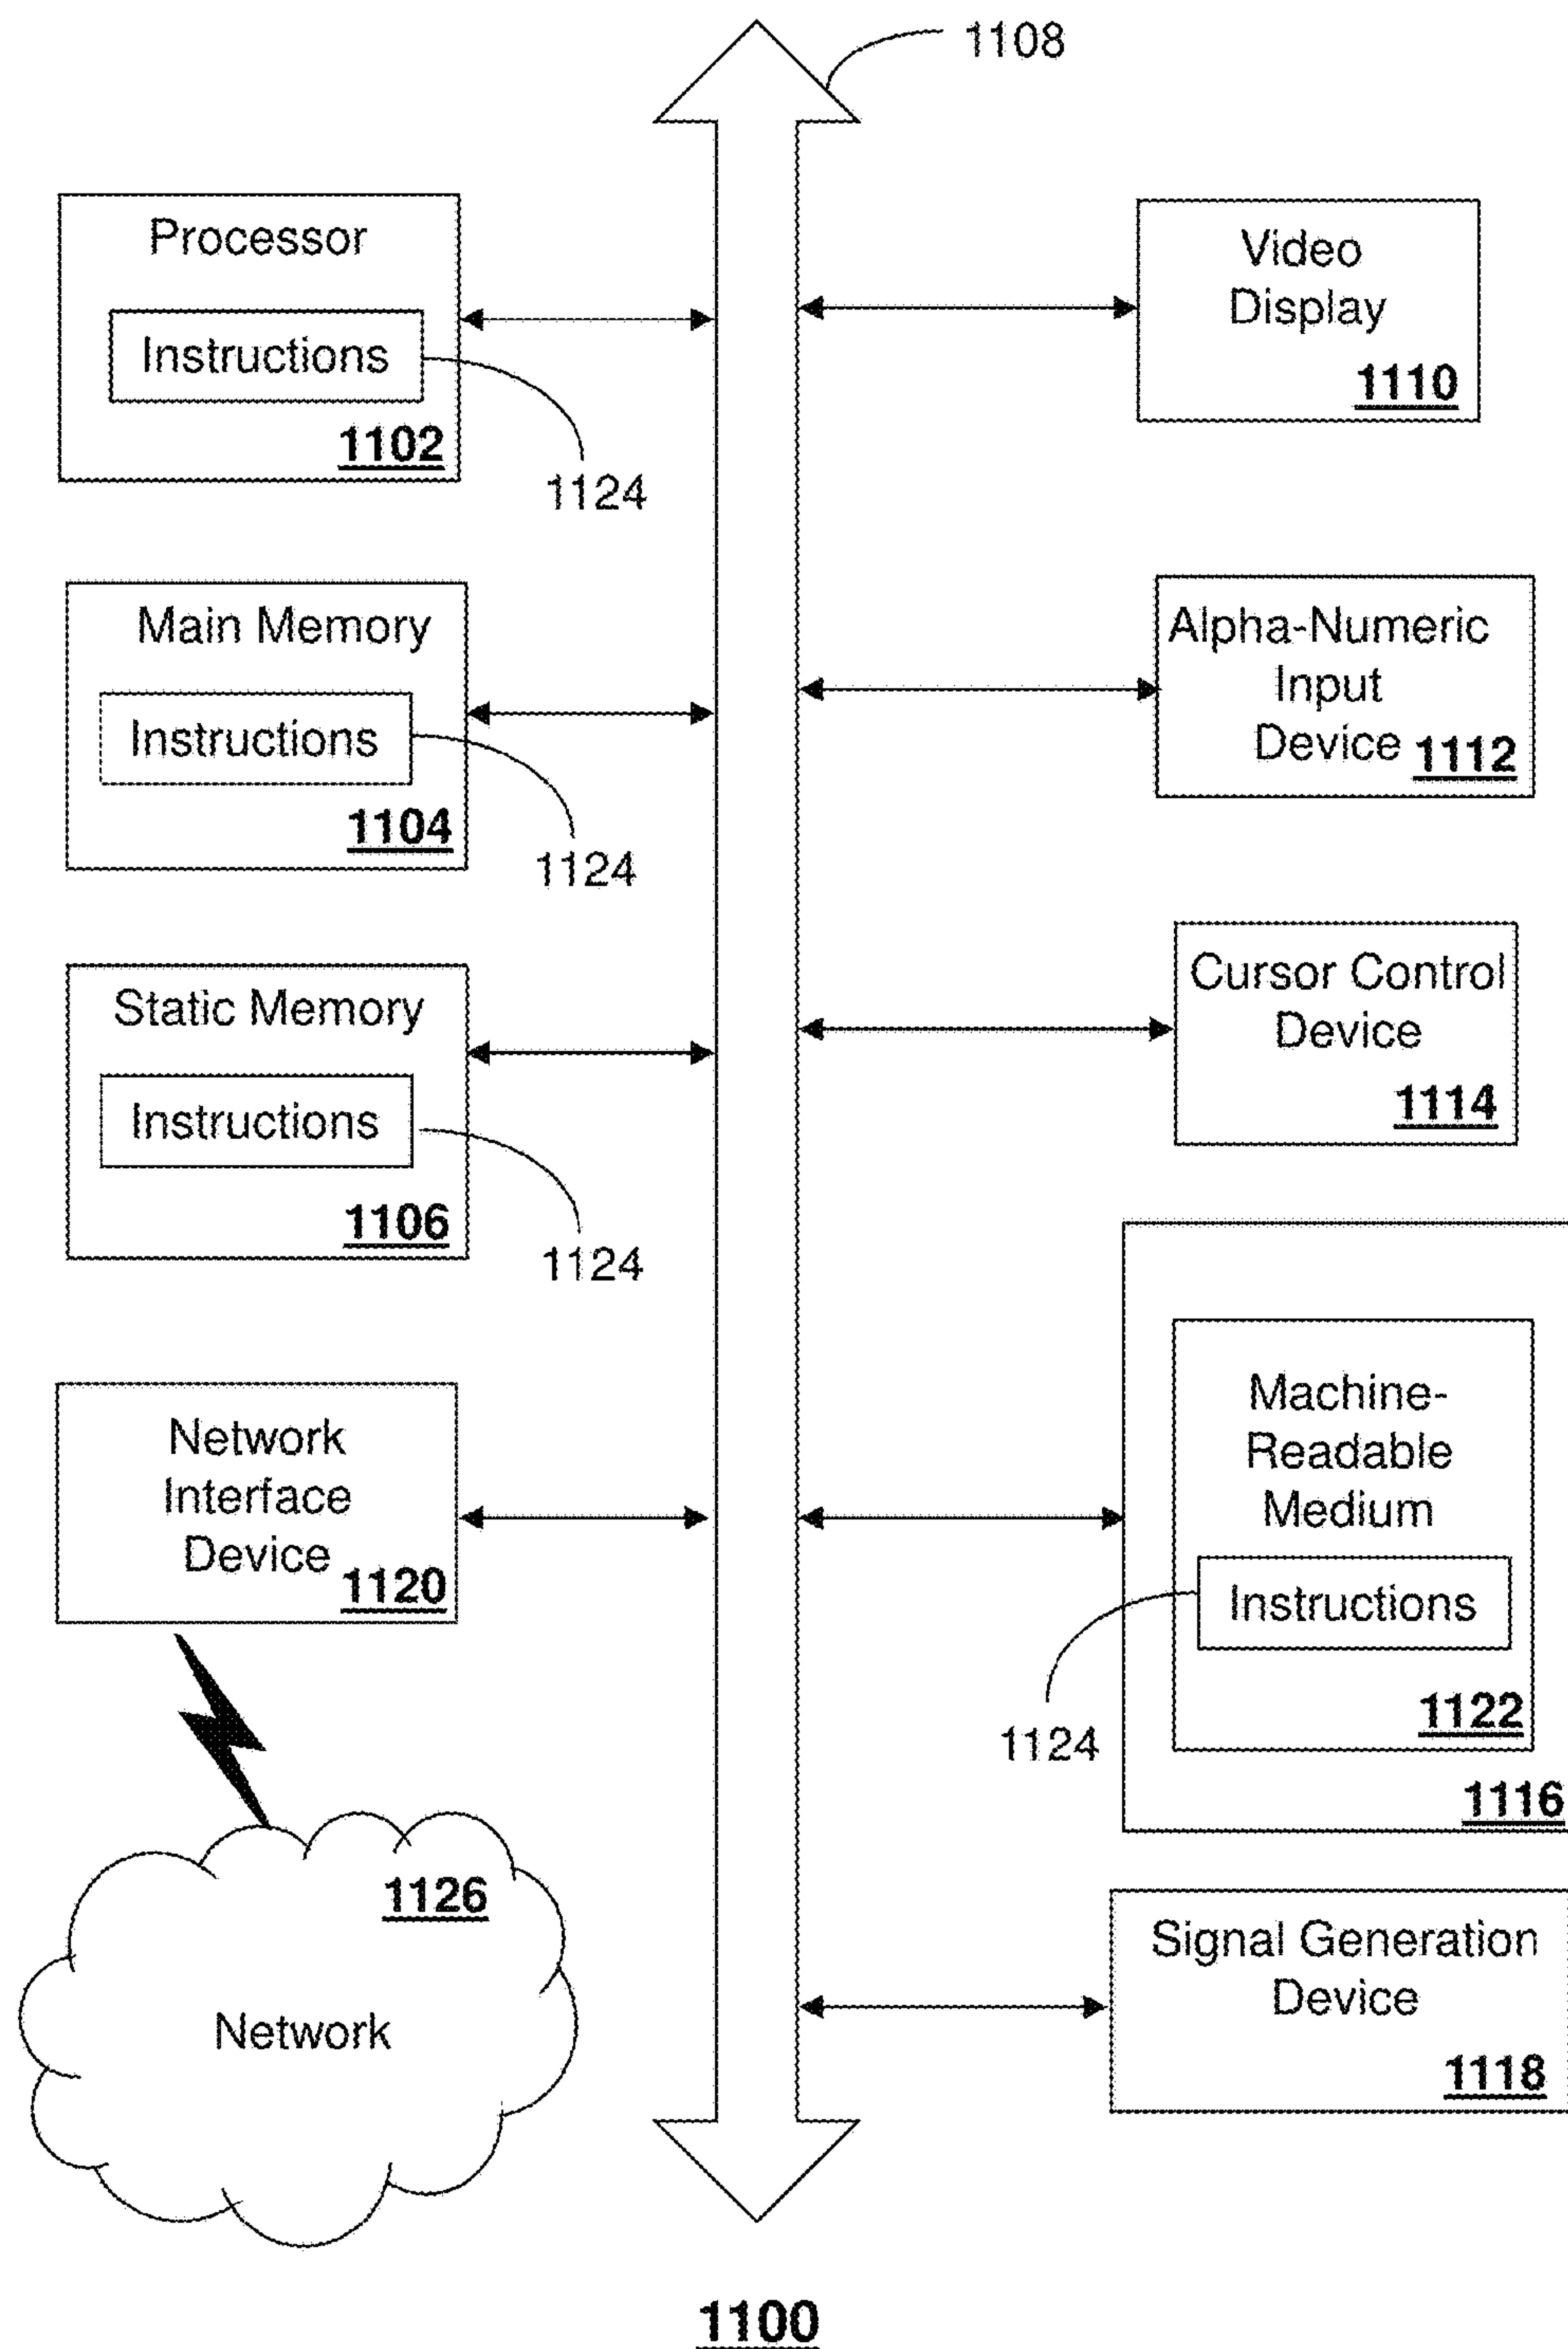 1108
Processor
Instructions
1102
1124
Main Memory
Instructions
1104
1124
Static Memory
Instructions
1106
1124
Network
Interface
Device
1120
1126
Network
Video
Display
1110
Alpha-Numeric
Input
Device
1112
Cursor Control
Device
1114
Machine-
Readable
Medium
Instructions
1122
1124
1116
Signal Generation
Device
1118
1100